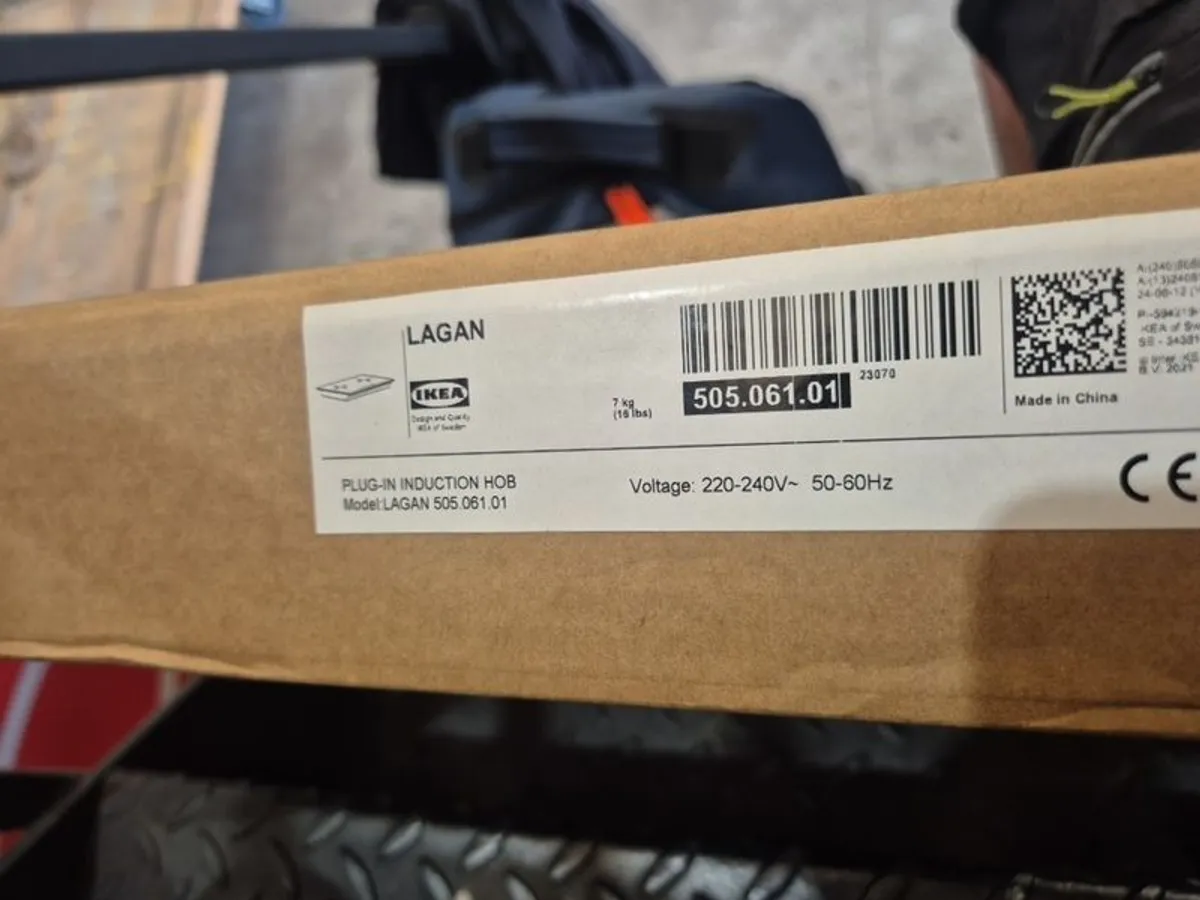 LAGAN
IKEA
Design and Quality
IKEA of Sweden
7 kg
(16 lbs)
505.061.01
23070
Made in China
PLUG-IN INDUCTION HOB
Model:LAGAN 505.061.01
Voltage: 220-240V~ 50-60Hz
CE